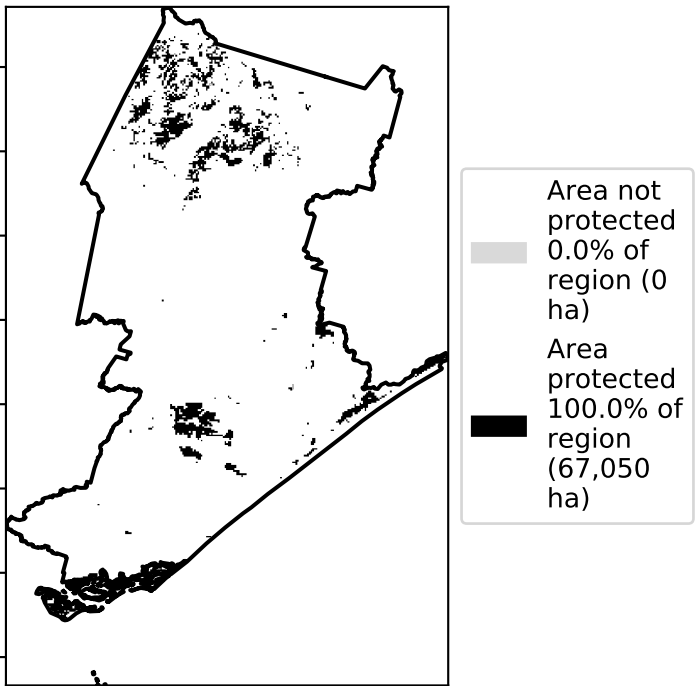 Area not
protected
0.0% of
region (0
ha)
Area
protected
100.0% of
region
(67,050
ha)